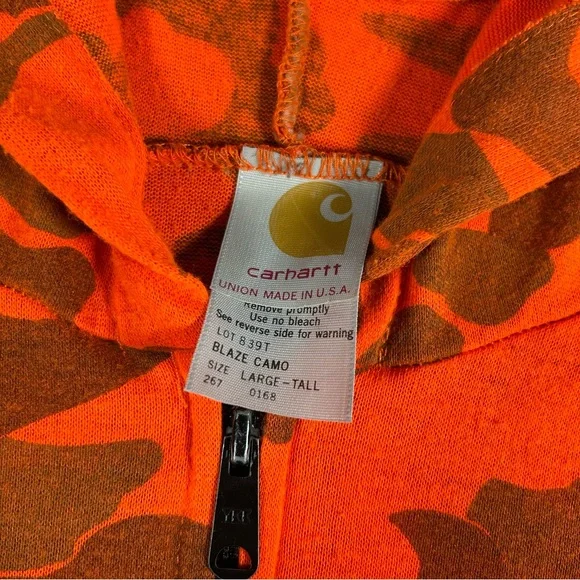 carhartt
UNION MADE IN U.S.A.
Remove promptly
Use no bleach
See reverse side for warning
LOT 839T
BLAZE CAMO
SIZE LARGE-TALL
267 0168
YKK